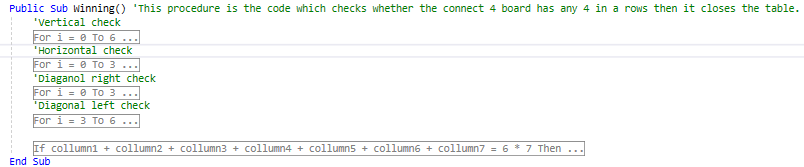 Public Sub Winning() 'This procedure is the code which checks whether the connect 4 board has any 4 in a rows then it closes the table.
'Vertical check
For i = 0 To 6 ...
'Horizontal check
For i = 0 To 3 ...
'Diaganol right check
For i = 0 To 3 ...
'Diagonal left check
For i = 3 To 6 ...
If collumn1 + collumn2 + collumn3 + collumn4 + collumn5 + collumn6 + collumn7 = 6 * 7 Then ...
End Sub